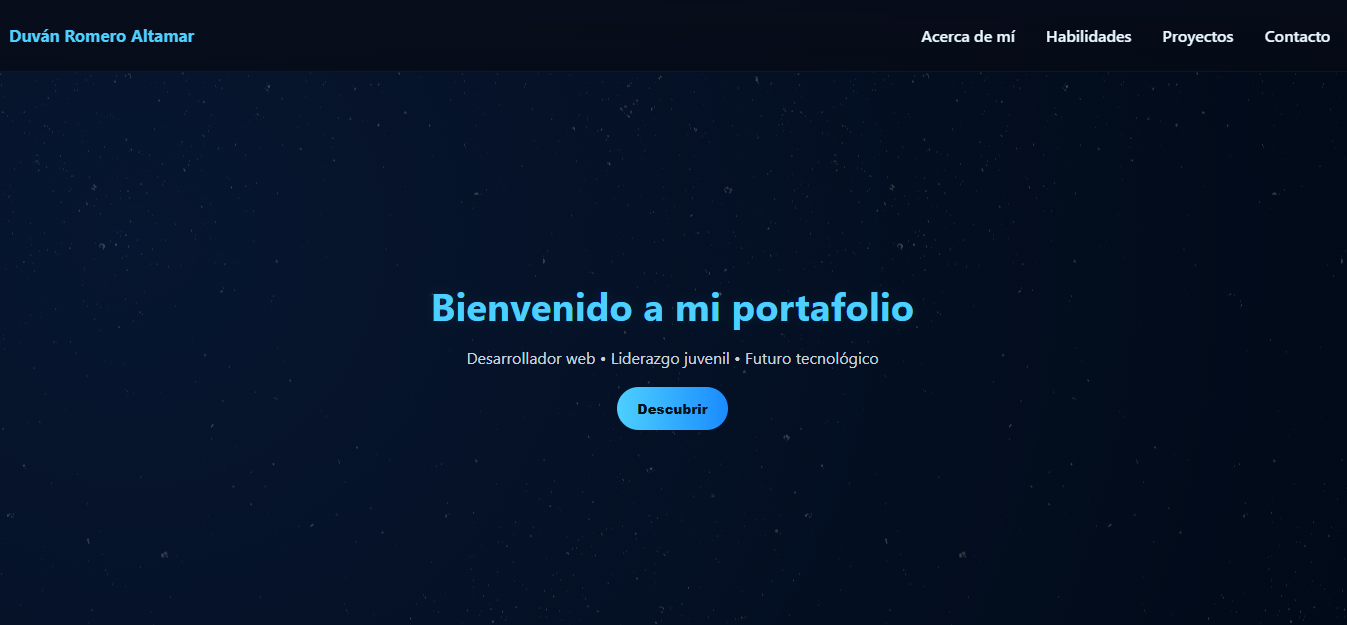 Duván Romero Altamar
Acerca de mí Habilidades Proyectos Contacto
Bienvenido a mi portafolio
Desarrollador web • Liderazgo juvenil • Futuro tecnológico
Descubrir